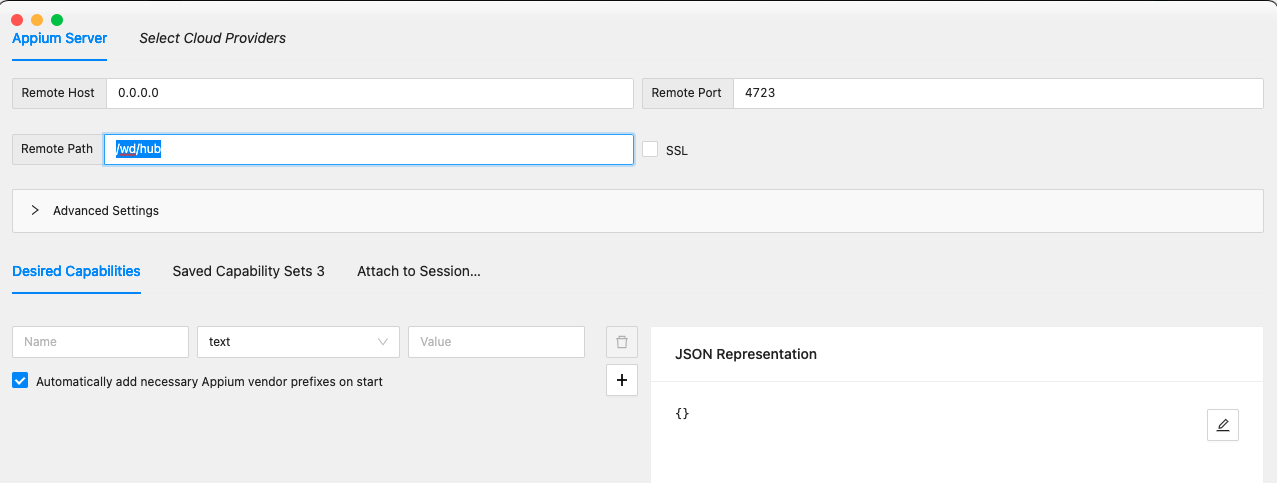 Appium Server Select Cloud Providers
Remote Host 0.0.0.0 Remote Port 4723
Remote Path /wd/hub SSL
Advanced Settings
Desired Capabilities Saved Capability Sets 3 Attach to Session...
Name text Value
JSON Representation
Automatically add necessary Appium vendor prefixes on start
{}